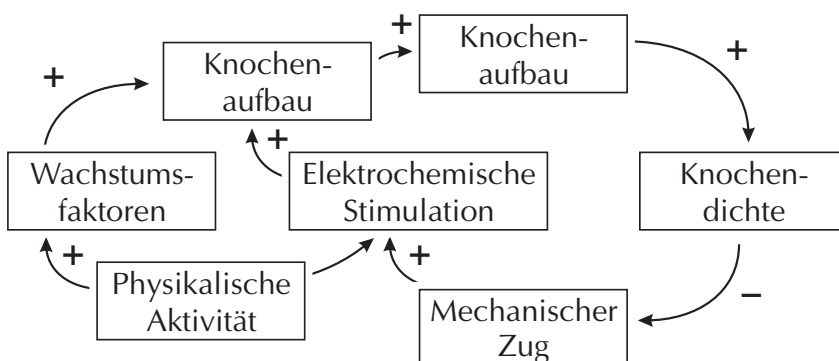 +
Knochen-
aufbau
+
Knochen-
aufbau
+
+
Wachstums-
faktoren
Elektrochemische
Stimulation
Knochen-
dichte
+
Physikalische
Aktivität
+
Mechanischer
Zug
−